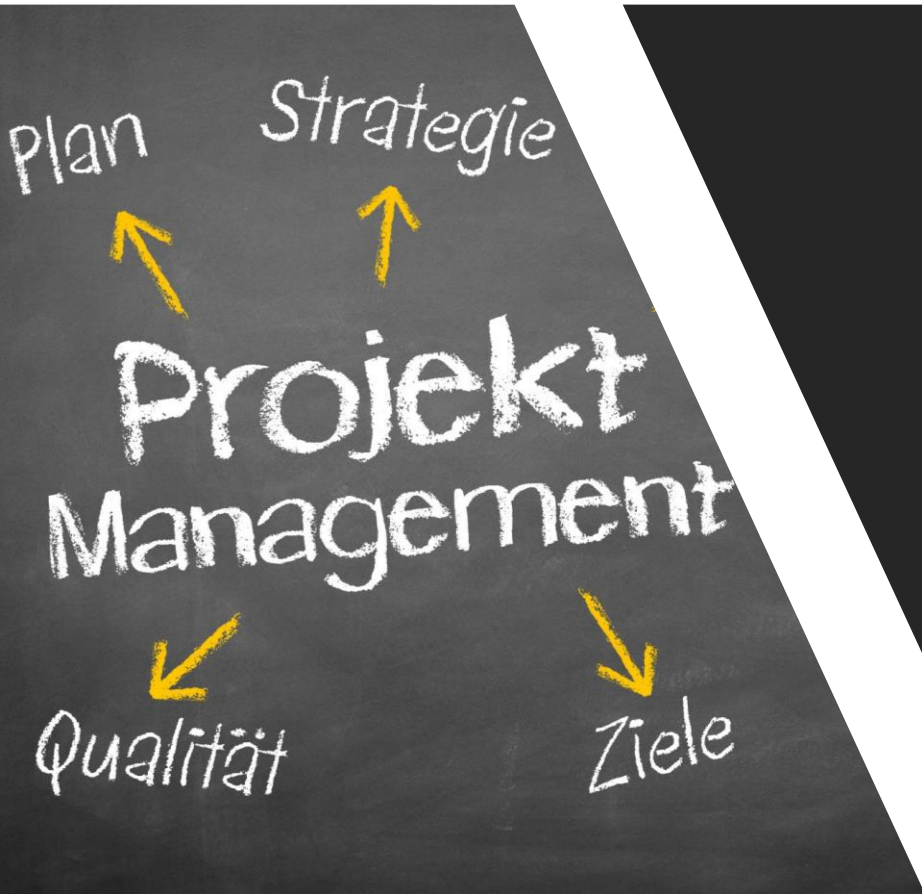 Plan
Strategie
Projekt
Management
Qualität
Ziele